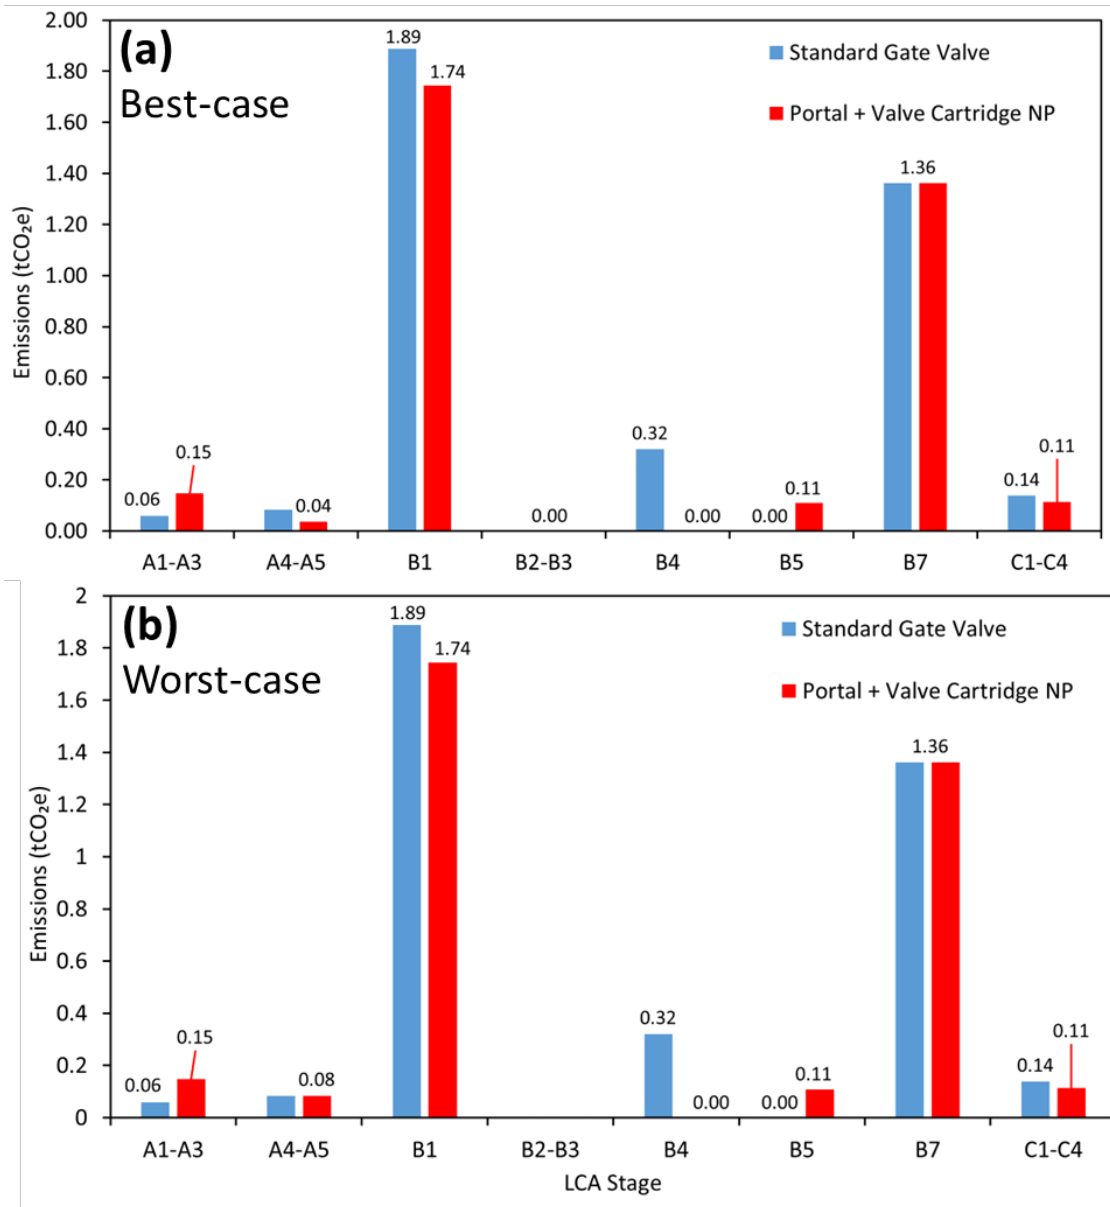 (a)
Best-case
Standard Gate Valve
Portal + Valve Cartridge NP
Emissions (tCO₂e)
2.00
1.80
1.60
1.40
1.20
1.00
0.80
0.60
0.40
0.20
0.00
0.06
0.15
0.04
1.89
1.74
0.00
0.32
0.00
0.00
0.11
1.36
0.14
0.11
A1-A3
A4-A5
B1
B2-B3
B4
B5
B7
C1-C4
(b)
Worst-case
Standard Gate Valve
Portal + Valve Cartridge NP
Emissions (tCO₂e)
2
1.8
1.6
1.4
1.2
1
0.8
0.6
0.4
0.2
0
0.06
0.15
0.08
1.89
1.74
0.32
0.00
0.00
0.11
1.36
0.14
0.11
A1-A3
A4-A5
B1
B2-B3
B4
B5
B7
C1-C4
LCA Stage